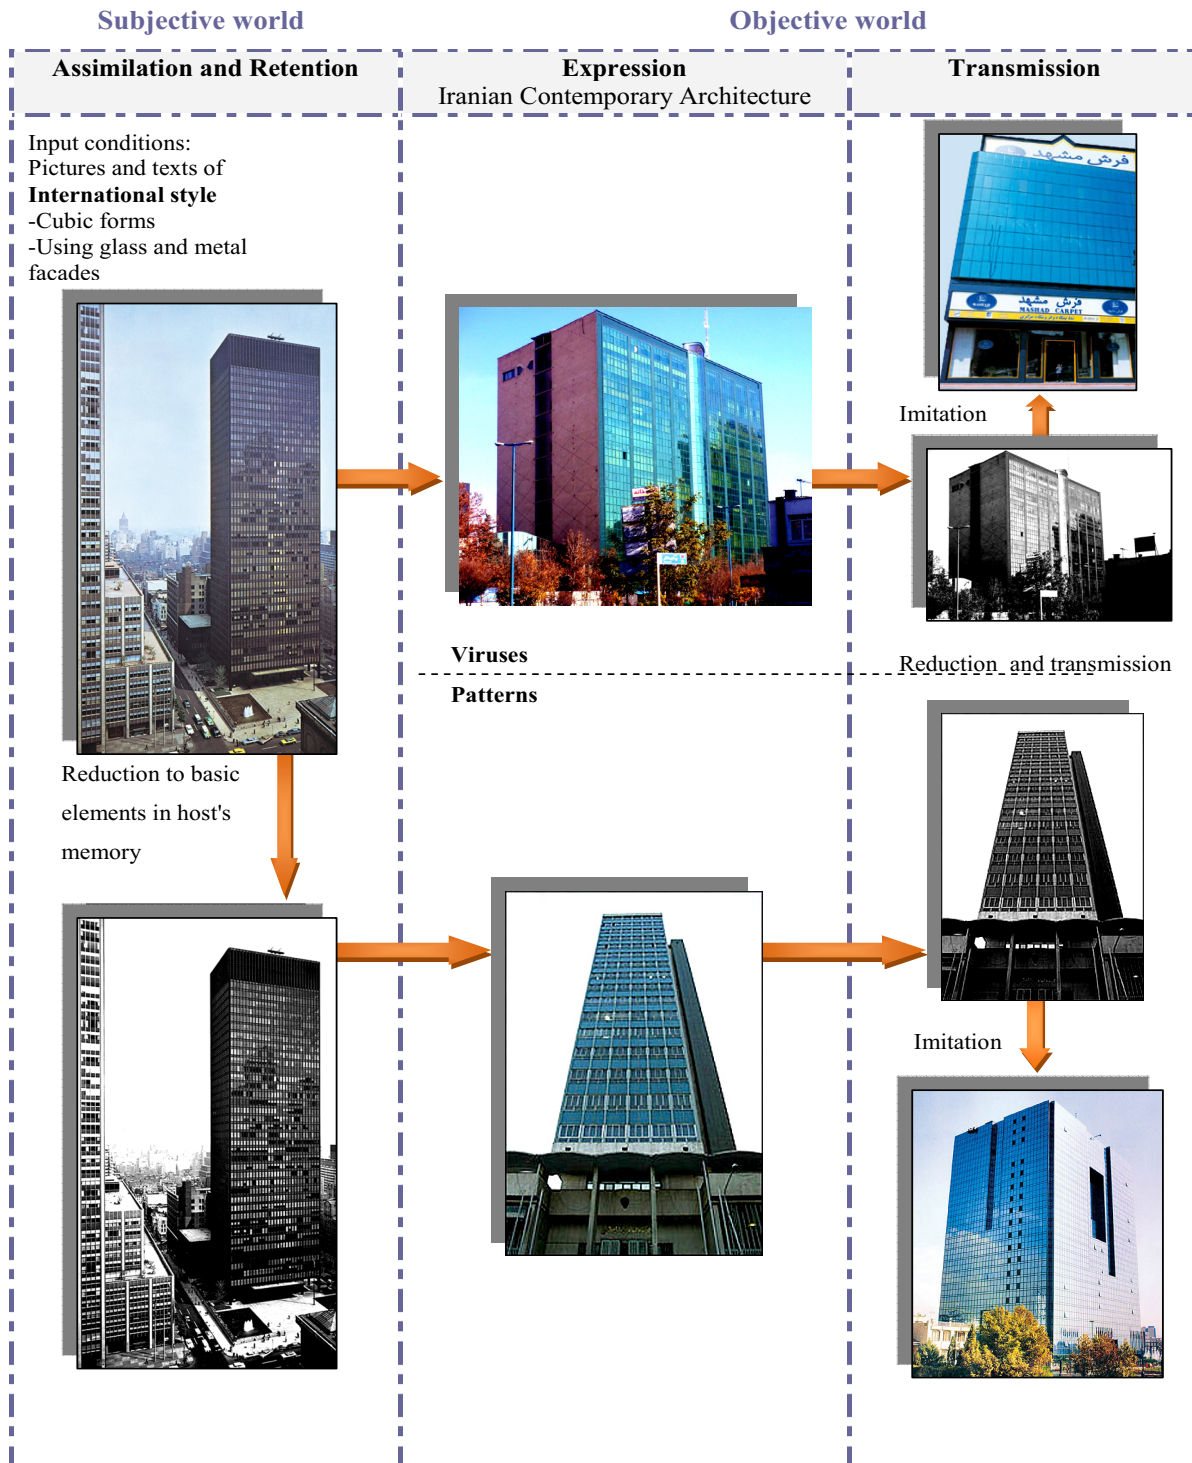 Subjective world
Objective world
Assimilation and Retention
Expression
Iranian Contemporary Architecture
Transmission
Input conditions:
Pictures and texts of
International style
-Cubic forms
-Using glass and metal
facades
فرش مشهد
فرش مشهد
MASHAD CARPET
Imitation
Viruses
Patterns
Reduction and transmission
Reduction to basic
elements in host's
memory
Imitation